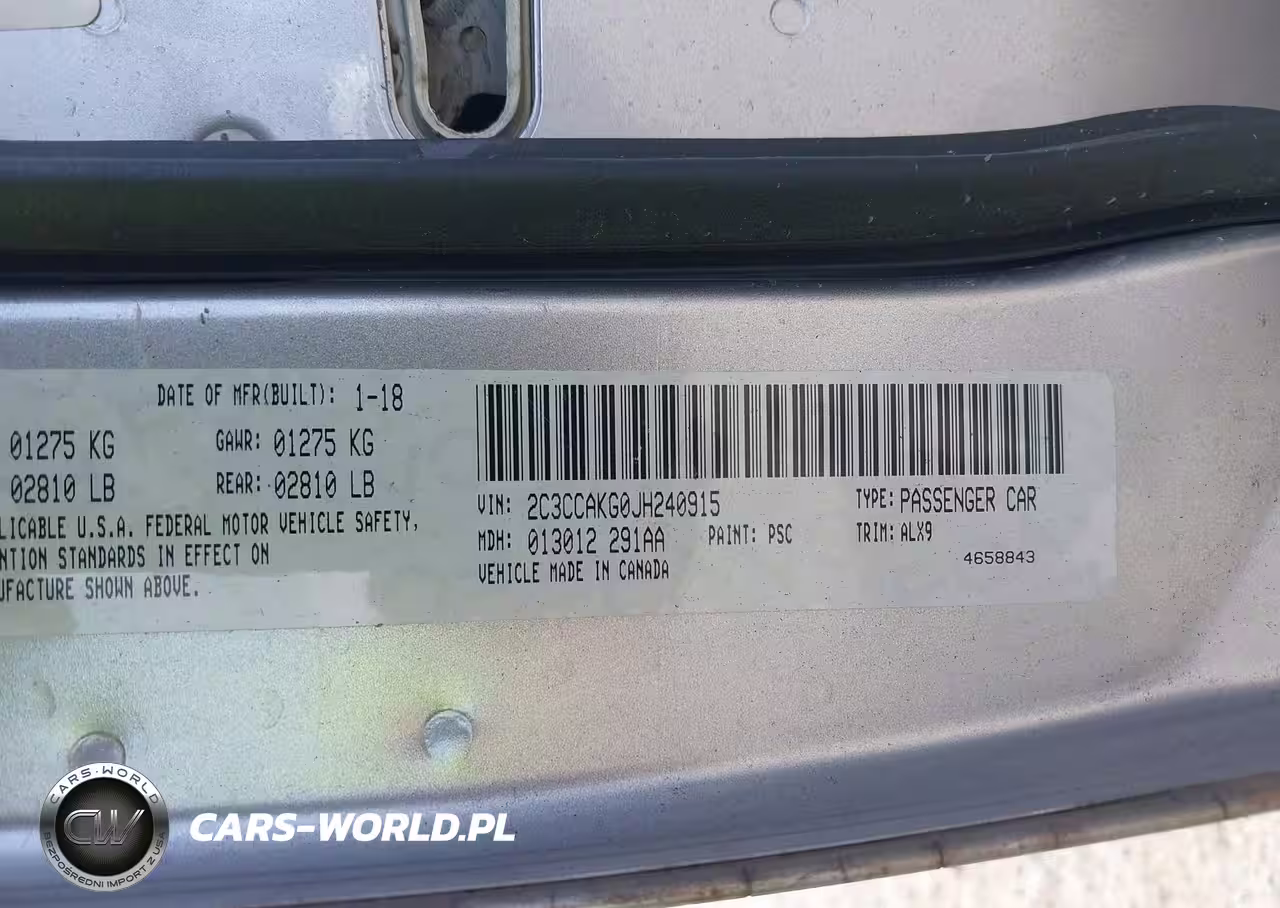 DATE OF MFR(BUILT): 1-18
01275 KG GAWR: 01275 KG
02810 LB REAR: 02810 LB
LICABLE U.S.A. FEDERAL MOTOR VEHICLE SAFETY,
NTION STANDARDS IN EFFECT ON
UFACTURE SHOWN ABOVE.
VIN: 2C3CCAKG0JH240915 TYPE: PASSENGER CAR
MDH: 013012 291AA PAINT: PSC TRIM: ALX9
VEHICLE MADE IN CANADA 4658843
CARS-WORLD
CW
BEZPOŚREDNI IMPORT Z USA
CARS-WORLD.PL